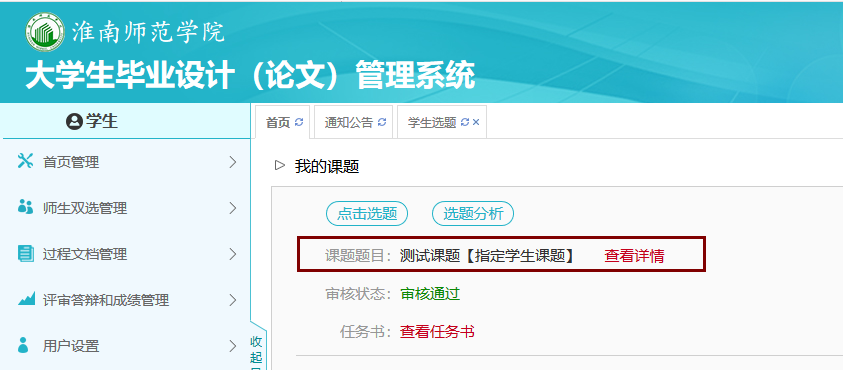 淮南师范学院
大学生毕业设计（论文）管理系统
学生
首页 通知公告 学生选题
首页管理
师生双选管理
过程文档管理
评审答辩和成绩管理
用户设置
收起
我的课题
点击选题 选题分析
课题题目：测试课题【指定学生课题】 查看详情
审核状态：审核通过
任务书：查看任务书